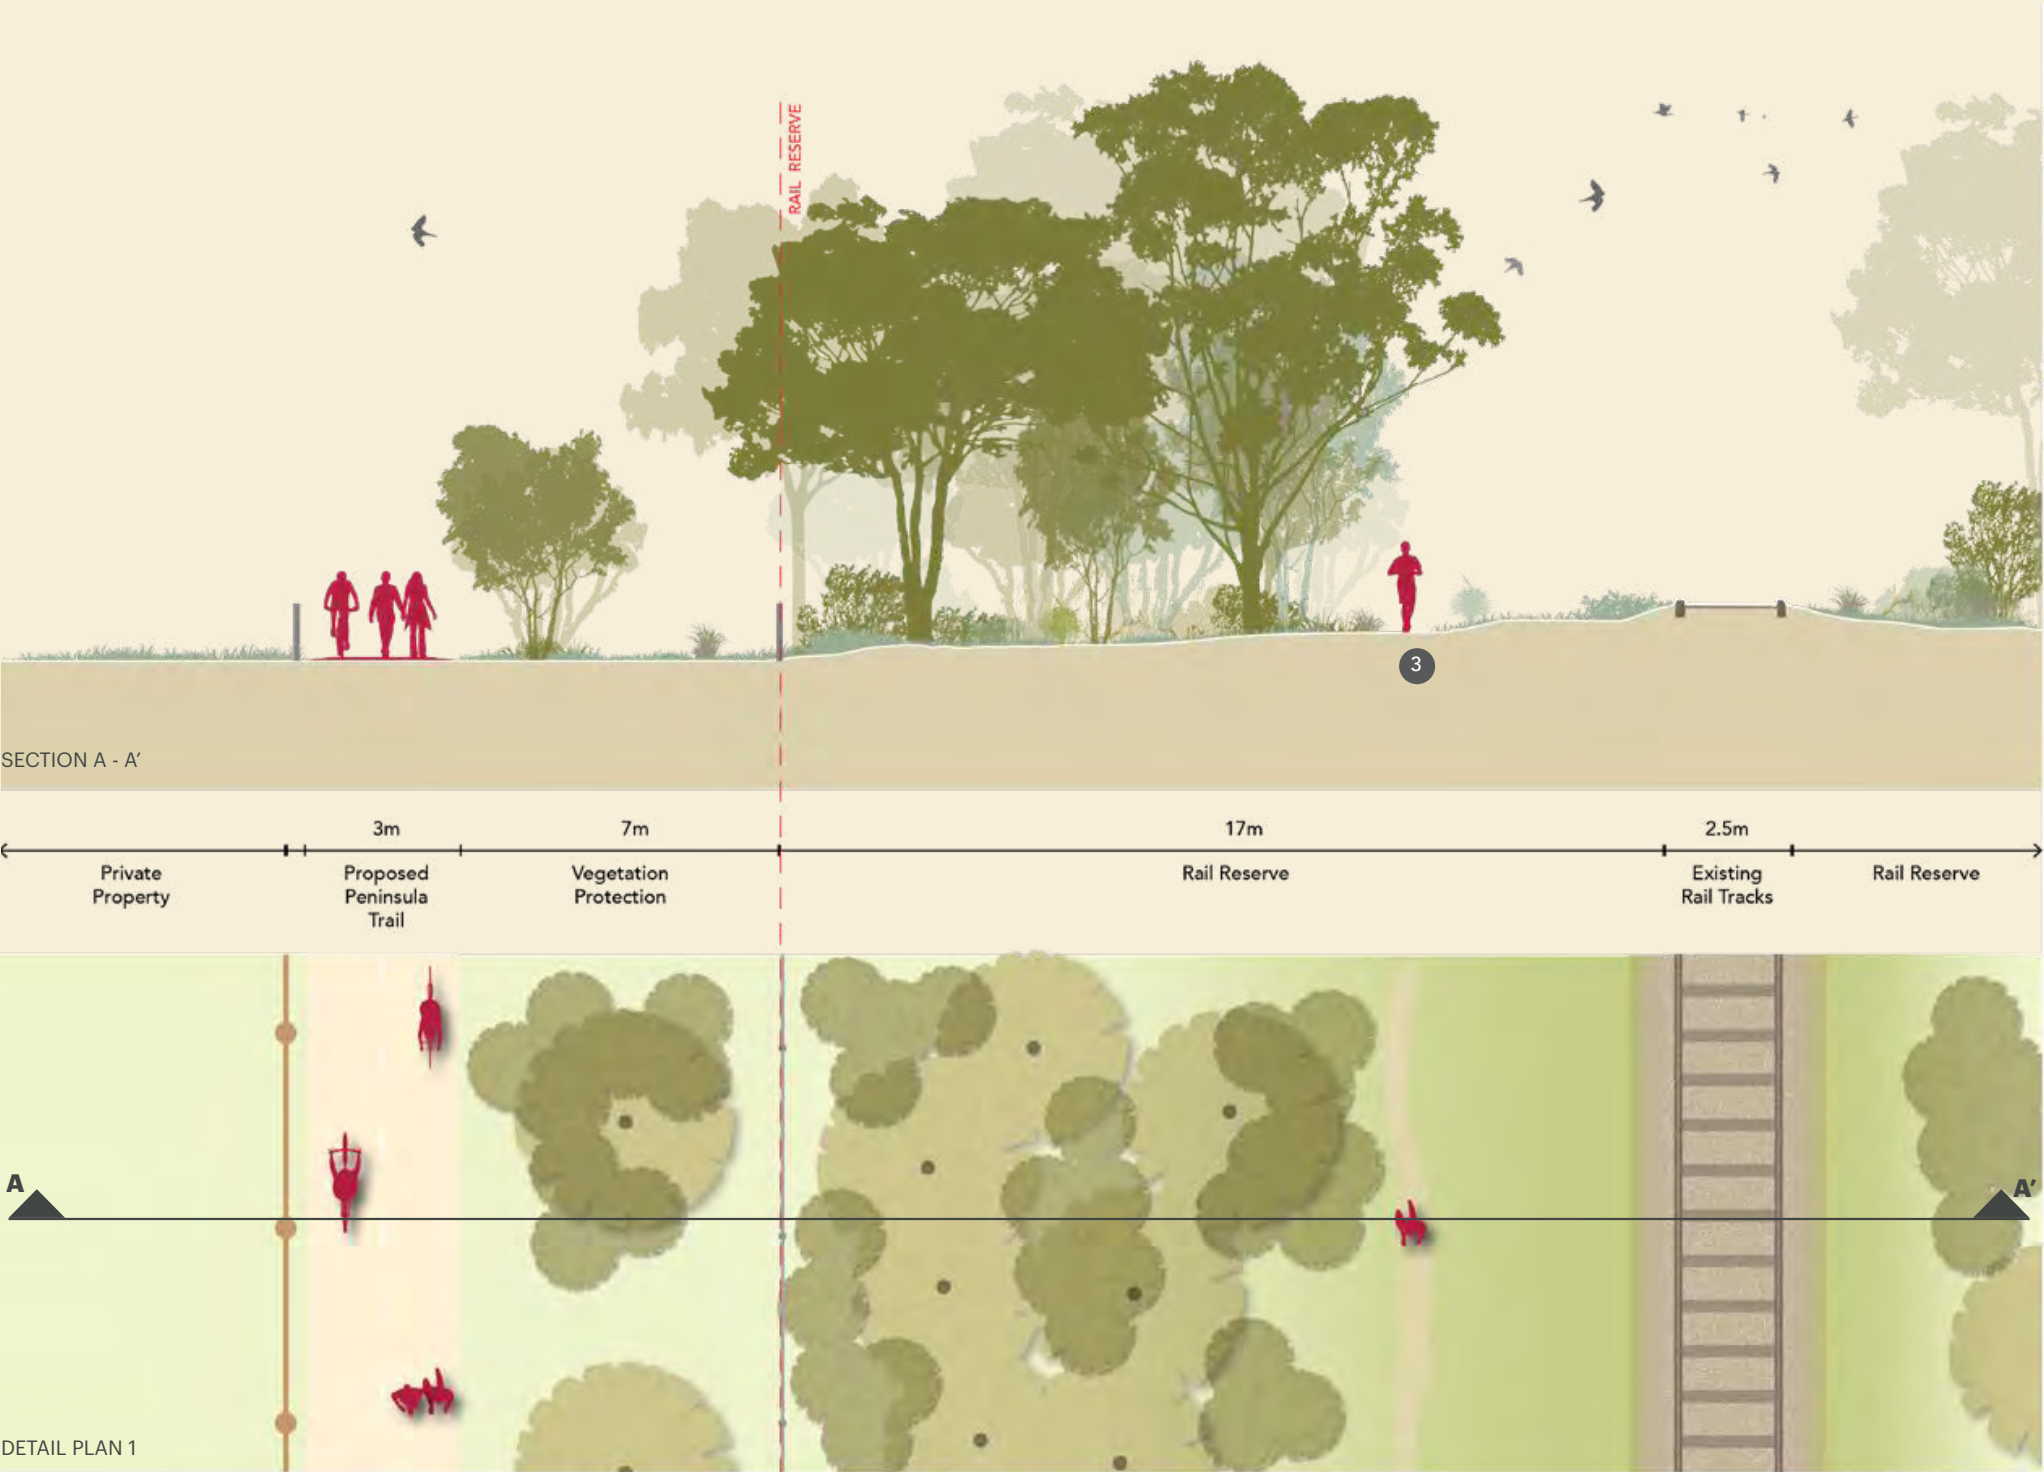 RAIL RESERVE
3
SECTION A - A’
3m
7m
17m
2.5m
Private
Property
Proposed
Peninsula
Trail
Vegetation
Protection
Rail Reserve
Existing
Rail Tracks
Rail Reserve
A
A’
DETAIL PLAN 1